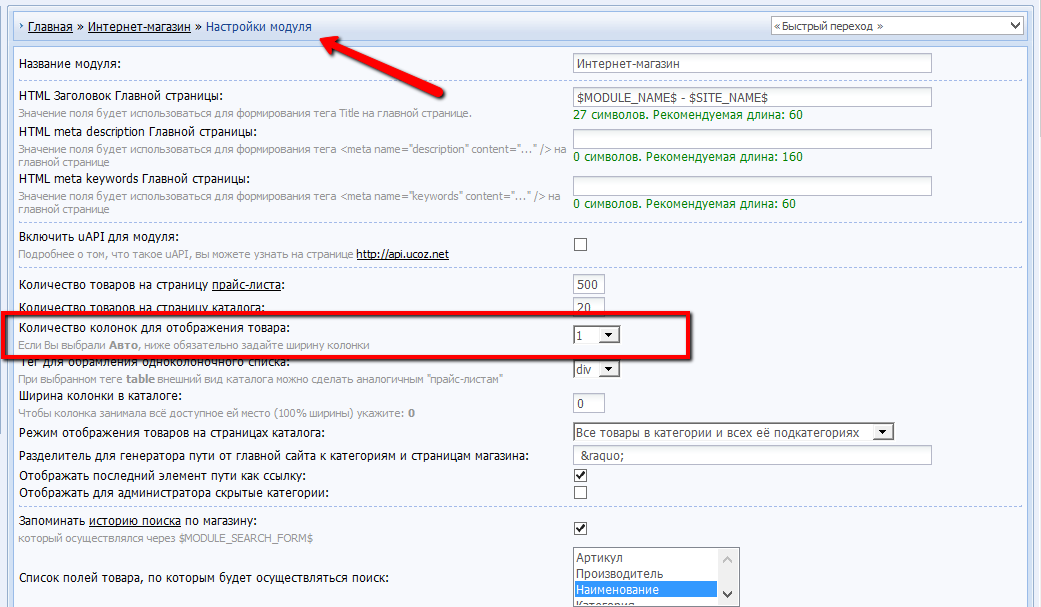 Главная » Интернет-магазин » Настройки модуля
«Быстрый переход »
Название модуля:
Интернет-магазин
HTML Заголовок Главной страницы:
$MODULE_NAME$ - $SITE_NAME$
Значение поля будет использоваться для формирования тега Title на главной странице.
27 символов. Рекомендуемая длина: 60
HTML meta description Главной страницы:
Значение поля будет использоваться для формирования тега <meta name="description" content="..." /> на
главной странице
0 символов. Рекомендуемая длина: 160
HTML meta keywords Главной страницы:
Значение поля будет использоваться для формирования тега <meta name="keywords" content="..." /> на
главной странице
0 символов. Рекомендуемая длина: 60
Включить uAPI для модуля:
Подробнее о том, что такое uAPI, вы можете узнать на странице http://api.ucoz.net
Количество товаров на страницу прайс-листа:
500
Количество товаров на страницу каталога:
20
Количество колонок для отображения товара:
1
Если Вы выбрали Авто, ниже обязательно задайте ширину колонки
Тег для обрамления одноколоночного списка:
div
При выбранном теге table внешний вид каталога можно сделать аналогичным "прайс-листам"
Ширина колонки в каталоге:
0
Чтобы колонка занимала всё доступное ей место (100% ширины) укажите: 0
Режим отображения товаров на страницах каталога:
Все товары в категории и всех её подкатегориях
Разделитель для генератора пути от главной сайта к категориям и страницам магазина:
&raquo;
Отображать последний элемент пути как ссылку:
Отображать для администратора скрытые категории:
Запоминать историю поиска по магазину:
который осуществлялся через $MODULE_SEARCH_FORM$
Список полей товара, по которым будет осуществляться поиск:
Артикул
Производитель
Наименование
Категория